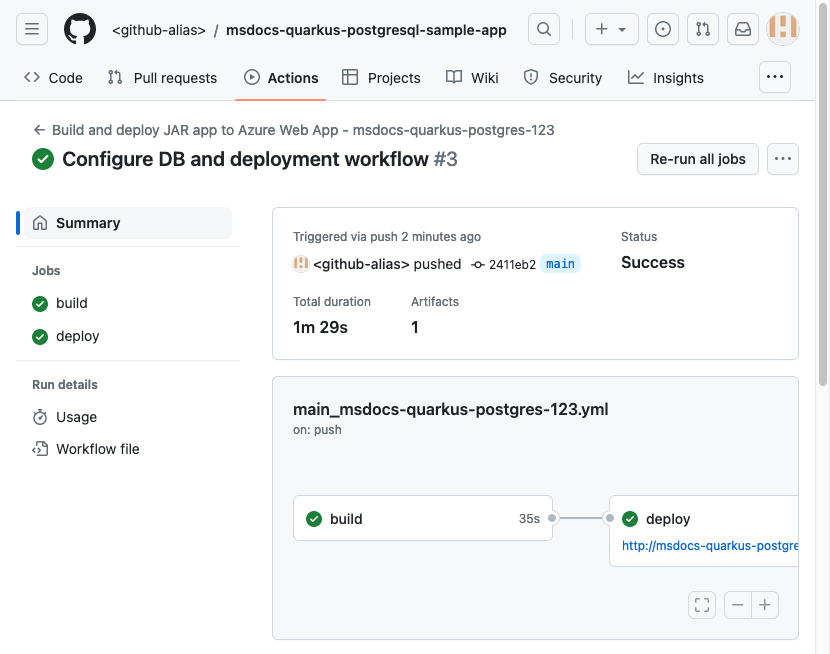 <github-alias> / msdocs-quarkus-postgresql-sample-app
Code Pull requests Actions Projects Wiki Security Insights
Build and deploy JAR app to Azure Web App - msdocs-quarkus-postgres-123
Configure DB and deployment workflow #3
Re-run all jobs
Summary
Jobs
build
deploy
Run details
Usage
Workflow file
Triggered via push 2 minutes ago
<github-alias> pushed 2411eb2 main
Status
Success
Total duration
1m 29s
Artifacts
1
main_msdocs-quarkus-postgres-123.yml
on: push
build 35s
deploy
http://msdocs-quarkus-postgre